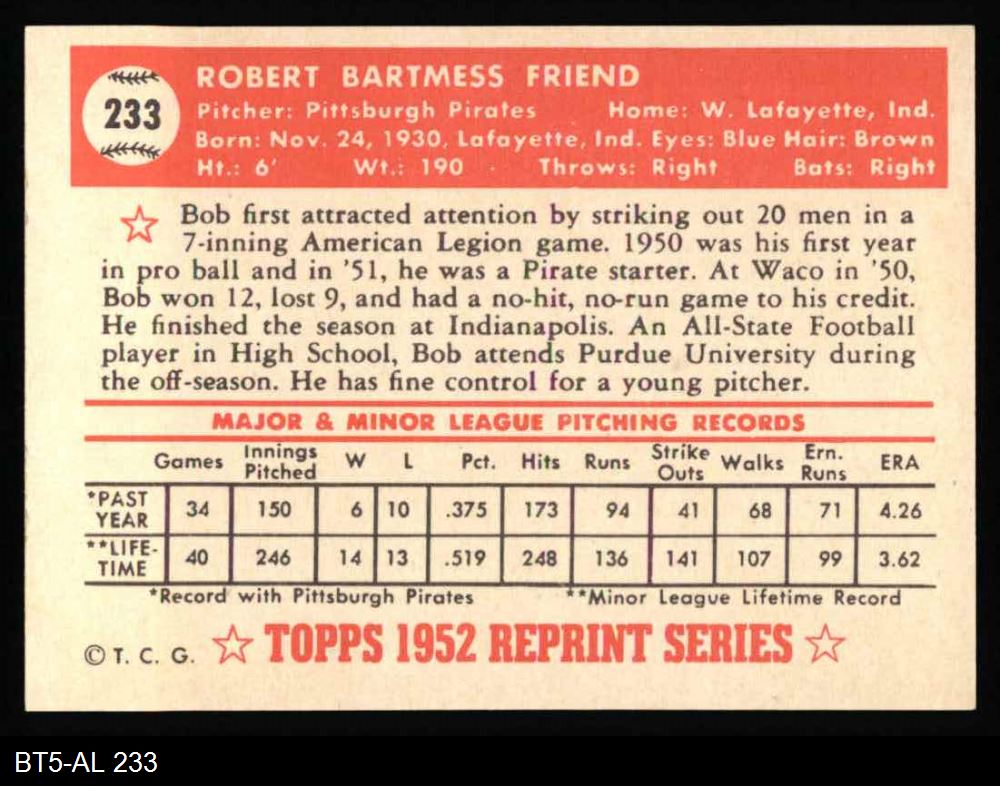 233
ROBERT BARTMESS FRIEND
Pitcher: Pittsburgh Pirates Home: W. Lafayette, Ind.
Born: Nov. 24, 1930, Lafayette, Ind. Eyes: Blue Hair: Brown
Ht.: 6' Wt.: 190 Throws: Right Bats: Right
Bob first attracted attention by striking out 20 men in a
7-inning American Legion game. 1950 was his first year
in pro ball and in '51, he was a Pirate starter. At Waco in '50,
Bob won 12, lost 9, and had a no-hit, no-run game to his credit.
He finished the season at Indianapolis. An All-State Football
player in High School, Bob attends Purdue University during
the off-season. He has fine control for a young pitcher.
MAJOR & MINOR LEAGUE PITCHING RECORDS
Games Innings Pitched W L Pct. Hits Runs Strike Outs Walks Ern. Runs ERA
*PAST YEAR 34 150 6 10 .375 173 94 41 68 71 4.26
**LIFE-TIME 40 246 14 13 .519 248 136 141 107 99 3.62
*Record with Pittsburgh Pirates **Minor League Lifetime Record
© T. C. G. ☆ TOPPS 1952 REPRINT SERIES ☆
BT5-AL 233